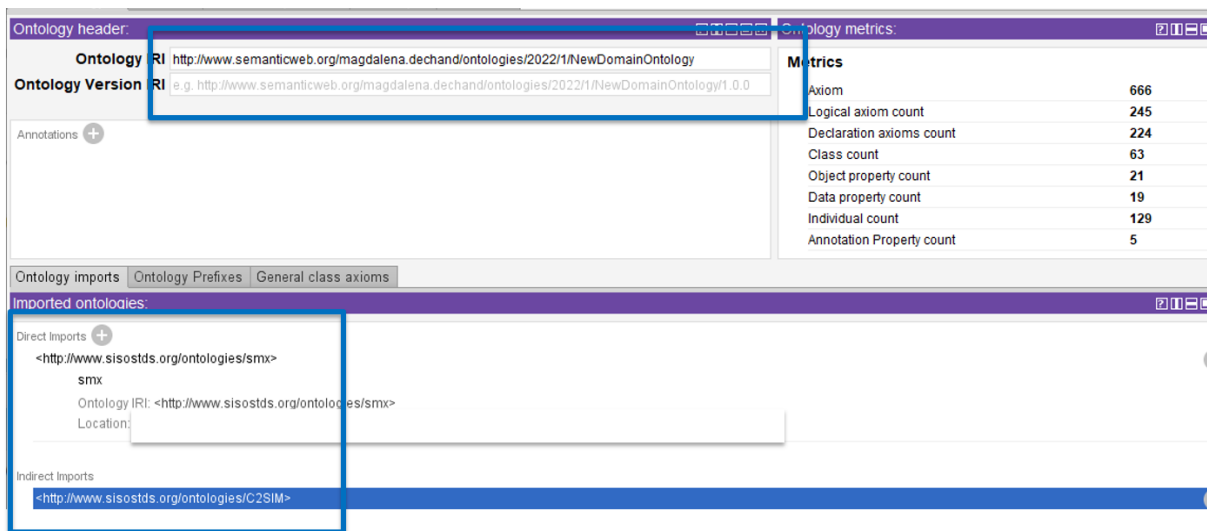 Ontology header:
Ontology IRI http://www.semanticweb.org/magdalena.dechand/ontologies/2022/1/NewDomainOntology
Ontology Version IRI e.g. http://www.semanticweb.org/magdalena.dechand/ontologies/2022/1/NewDomainOntology/1.0.0
Annotations
Ontology metrics:
Metrics
Axiom 666
Logical axiom count 245
Declaration axioms count 224
Class count 63
Object property count 21
Data property count 19
Individual count 129
Annotation Property count 5
Ontology imports Ontology Prefixes General class axioms
Imported ontologies:
Direct Imports
<http://www.sisostds.org/ontologies/smx>
smx
Ontology IRI: <http://www.sisostds.org/ontologies/smx>
Location:
Indirect Imports
<http://www.sisostds.org/ontologies/C2SIM>